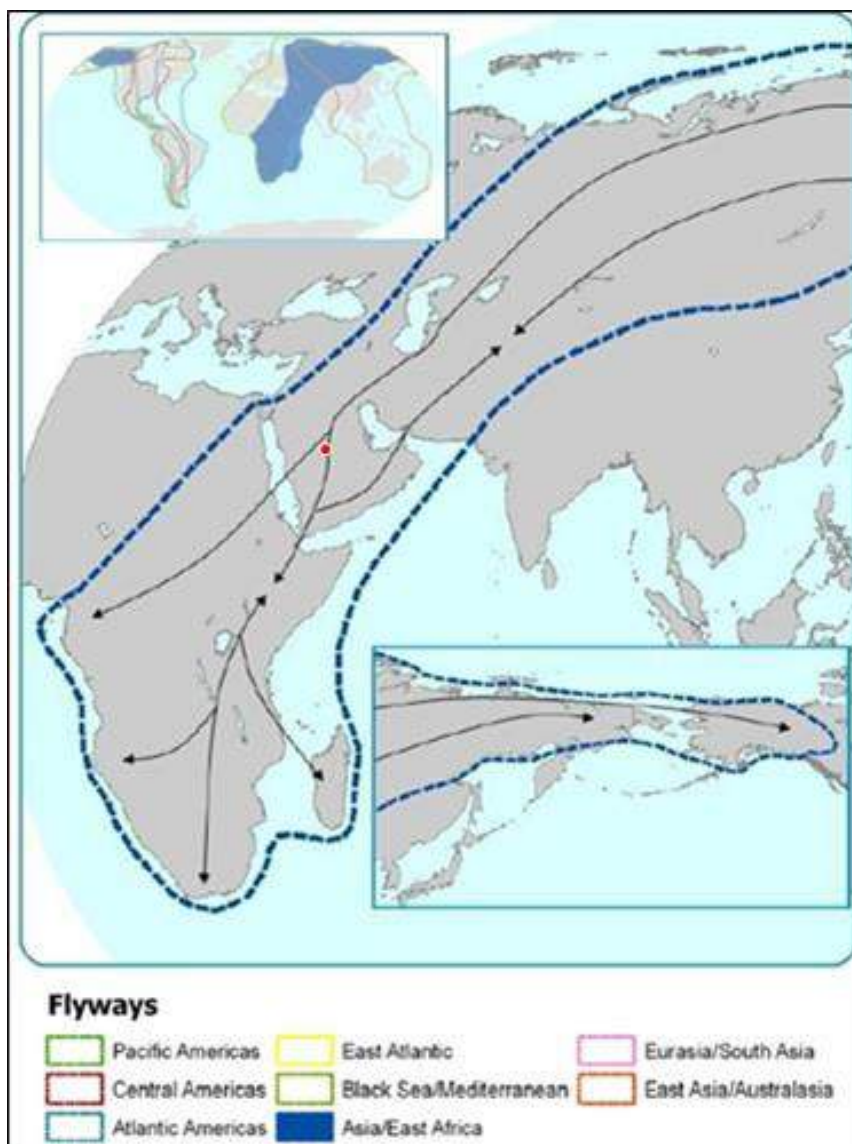 Flyways
Pacific Americas East Atlantic Eurasia/South Asia
Central Americas Black Sea/Mediterranean East Asia/Australasia
Atlantic Americas Asia/East Africa